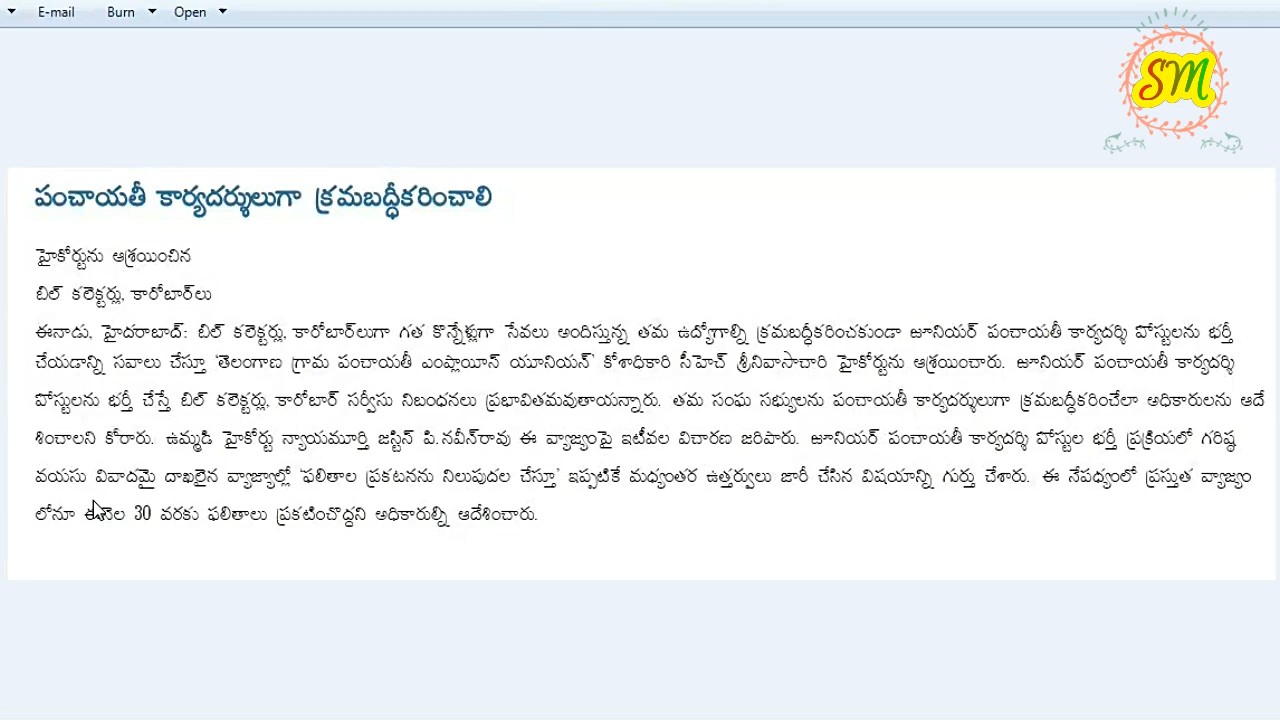 E-mail Burn Open
SM
పంచాయతీ కార్యదర్శులుగా క్రమబద్ధీకరించాలి
హైకోర్టును ఆశ్రయించిన
బిల్ కలెక్టర్లు, కారోబార్‌లు
ఈనాడు, హైదరాబాద్: బిల్ కలెక్టర్లు, కారోబార్‌లుగా గత కొన్నేళ్లుగా సేవలు అందిస్తున్న తమ ఉద్యోగాల్ని క్రమబద్ధీకరించకుండా జూనియర్ పంచాయతీ కార్యదర్శి పోస్టులను భర్తీ
చేయడాన్ని సవాలు చేస్తూ 'తెలంగాణ గ్రామ పంచాయతీ ఎంప్లాయీస్ యూనియన్' కోశాధికారి సీహెచ్ శ్రీనివాసాచారి హైకోర్టును ఆశ్రయించారు. జూనియర్ పంచాయతీ కార్యదర్శి
పోస్టులను భర్తీ చేస్తే బిల్ కలెక్టర్లు, కారోబార్ సర్వీసు నిబంధనలు ప్రభావితమవుతాయన్నారు. తమ సంఘ సభ్యులను పంచాయతీ కార్యదర్శులుగా క్రమబద్ధీకరించేలా అధికారులను ఆదే
శించాలని కోరారు. ఉమ్మడి హైకోర్టు న్యాయమూర్తి జస్టిస్ పి.నవీన్‌రావు ఈ వ్యాజ్యంపై ఇటీవల విచారణ జరిపారు. జూనియర్ పంచాయతీ కార్యదర్శి పోస్టుల భర్తీ ప్రక్రియలో గరిష్ఠ
వయసు వివాదమై దాఖలైన వ్యాజ్యాల్లో 'ఫలితాల ప్రకటనను నిలుపుదల చేస్తూ' ఇప్పటికే మధ్యంతర ఉత్తర్వులు జారీ చేసిన విషయాన్ని గుర్తు చేశారు. ఈ నేపథ్యంలో ప్రస్తుత వ్యాజ్యం
లోనూ ఈనెల 30 వరకు ఫలితాలు ప్రకటించొద్దని అధికారుల్ని ఆదేశించారు.